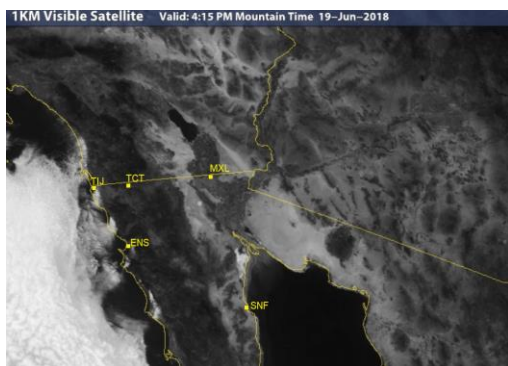 1KM Visible Satellite Valid: 4:15 PM Mountain Time 19-Jun-2018
MXL
TIJ
TCT
ENS
SNF